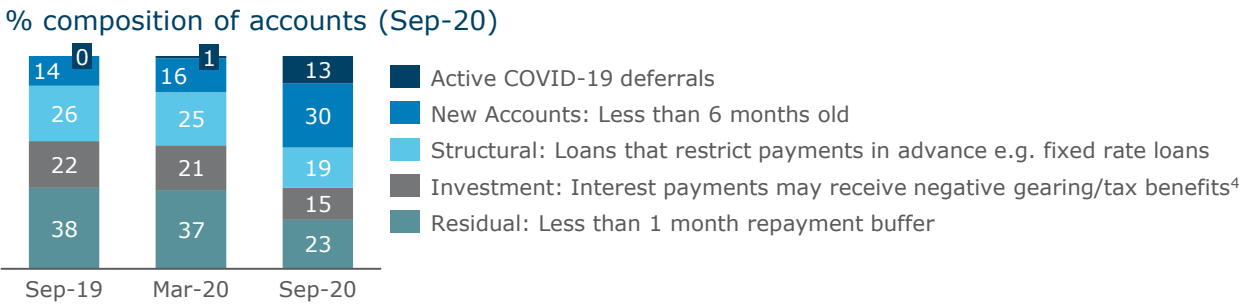 % composition of accounts (Sep-20)
0 1
14 16 13
26 25 30
22 21 19
38 37 15
23
Sep-19 Mar-20 Sep-20
Active COVID-19 deferrals
New Accounts: Less than 6 months old
Structural: Loans that restrict payments in advance e.g. fixed rate loans
Investment: Interest payments may receive negative gearing/tax benefits⁴
Residual: Less than 1 month repayment buffer